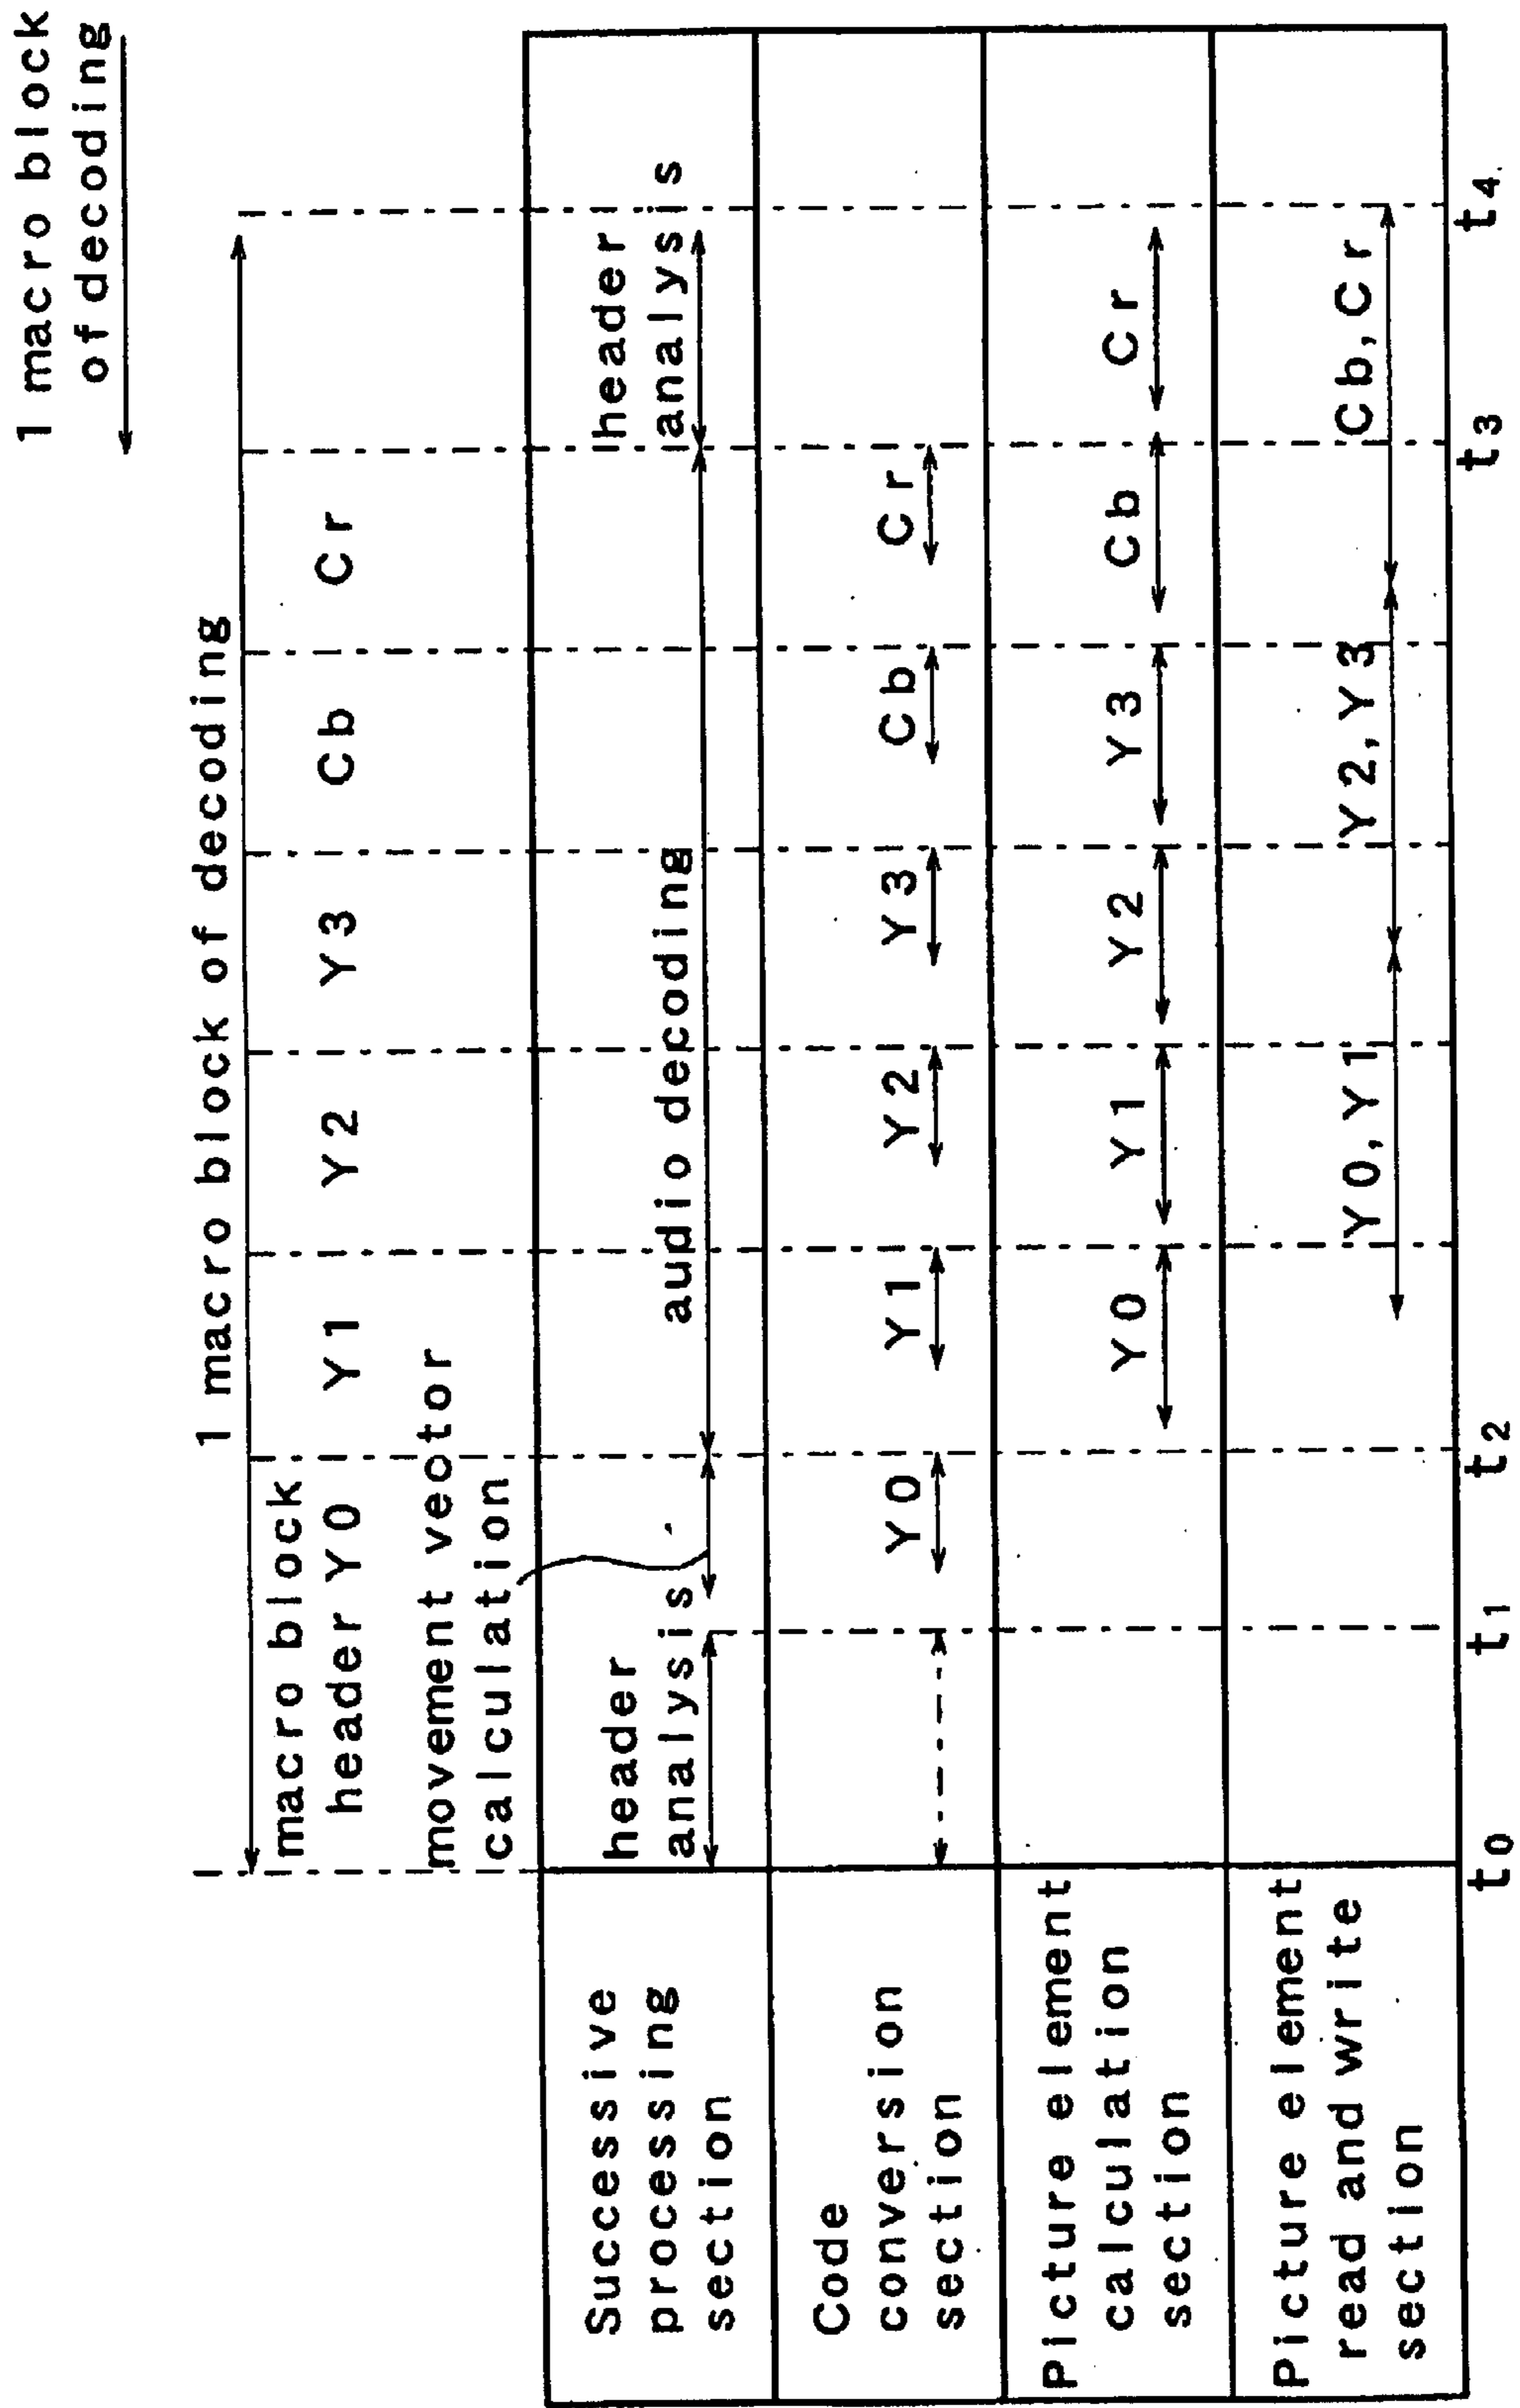 1 macro block
of decoding
1 macro block of decoding
macro block
header Y0 Y1 Y2 Y3 Cb Cr
movement vector
calculation
Successive
processing
section
header
analysis
audio decoding
header
analysis
Code
conversion
section
Y0 Y1 Y2 Y3 Cb Cr
Picture element
calculation
section
Y0 Y1 Y2 Y3 Cb Cr
Picture element
read and write
section
Y0,Y1 Y2,Y3 Cb,Cr
t0 t1 t2 t3 t4